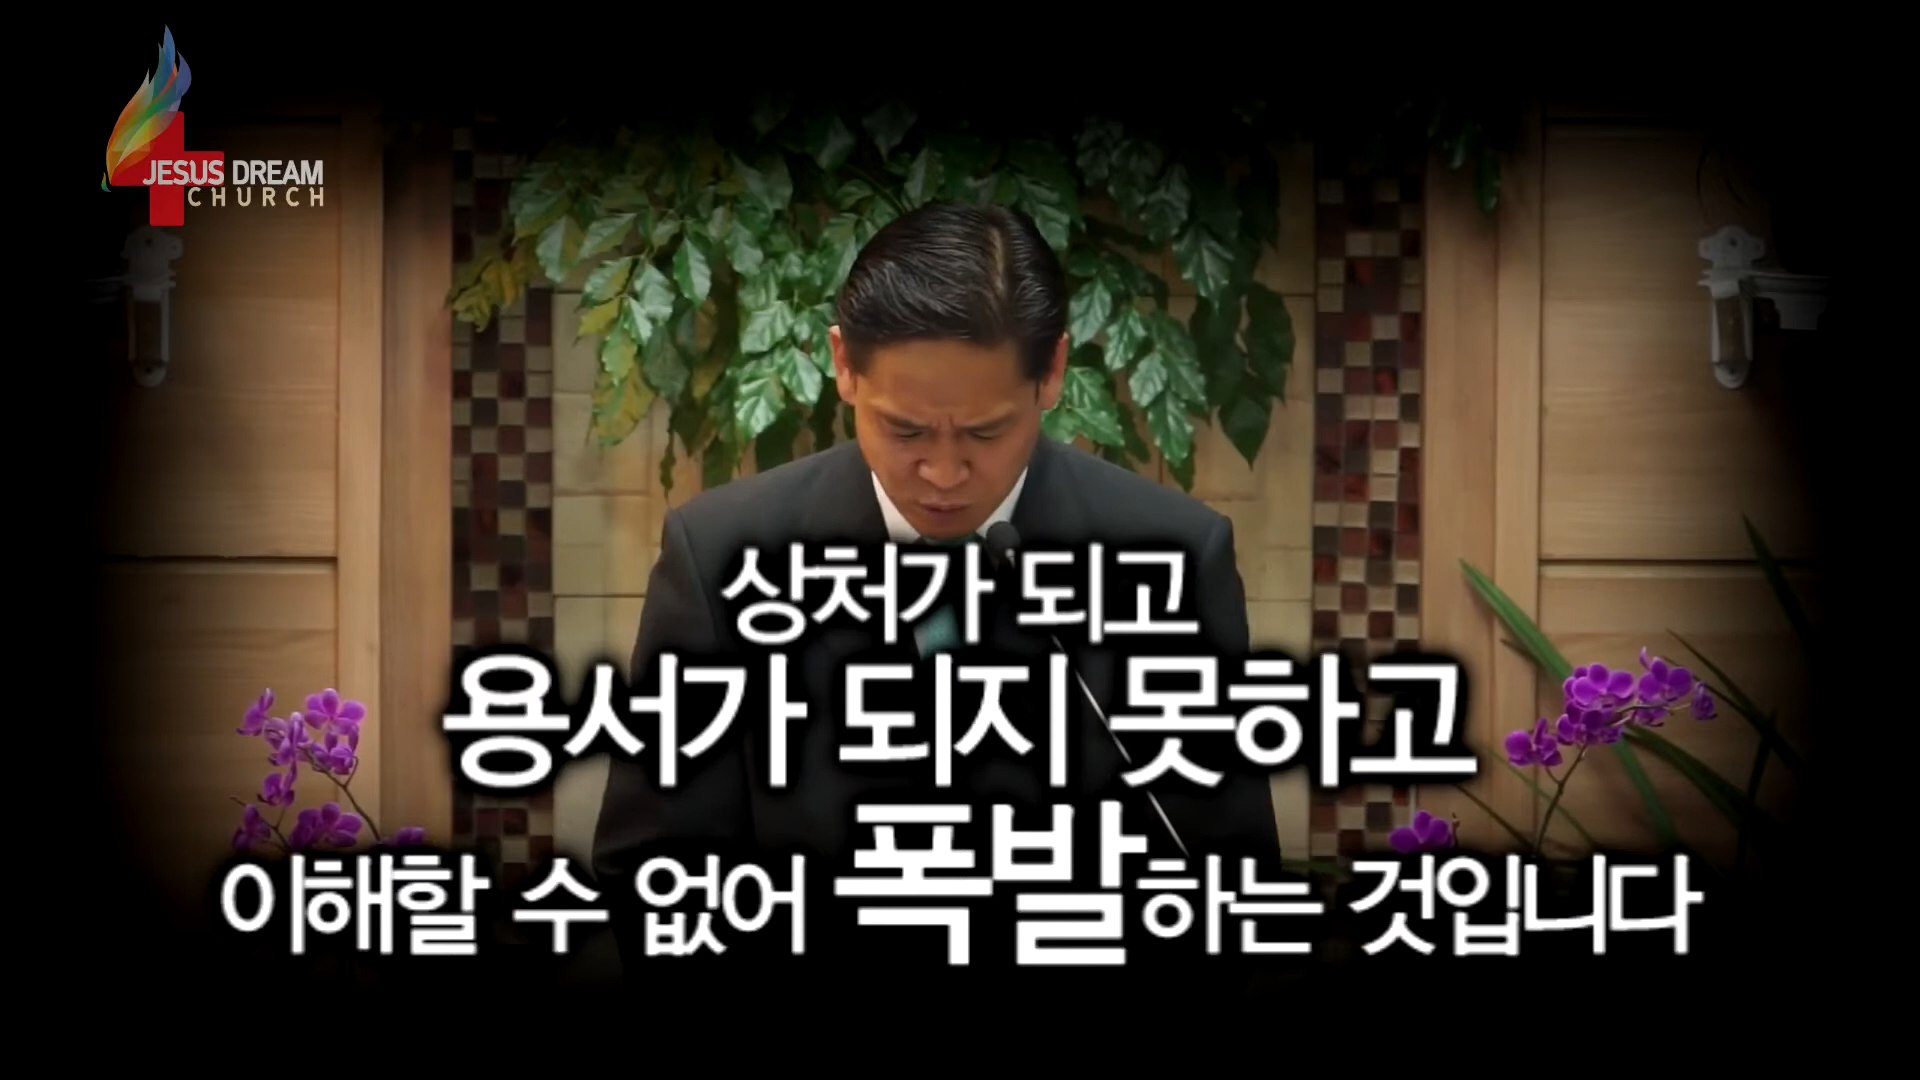 JESUS DREAM
CHURCH
상처가 되고
용서가 되지 못하고
이해할 수 없어 폭발하는 것입니다